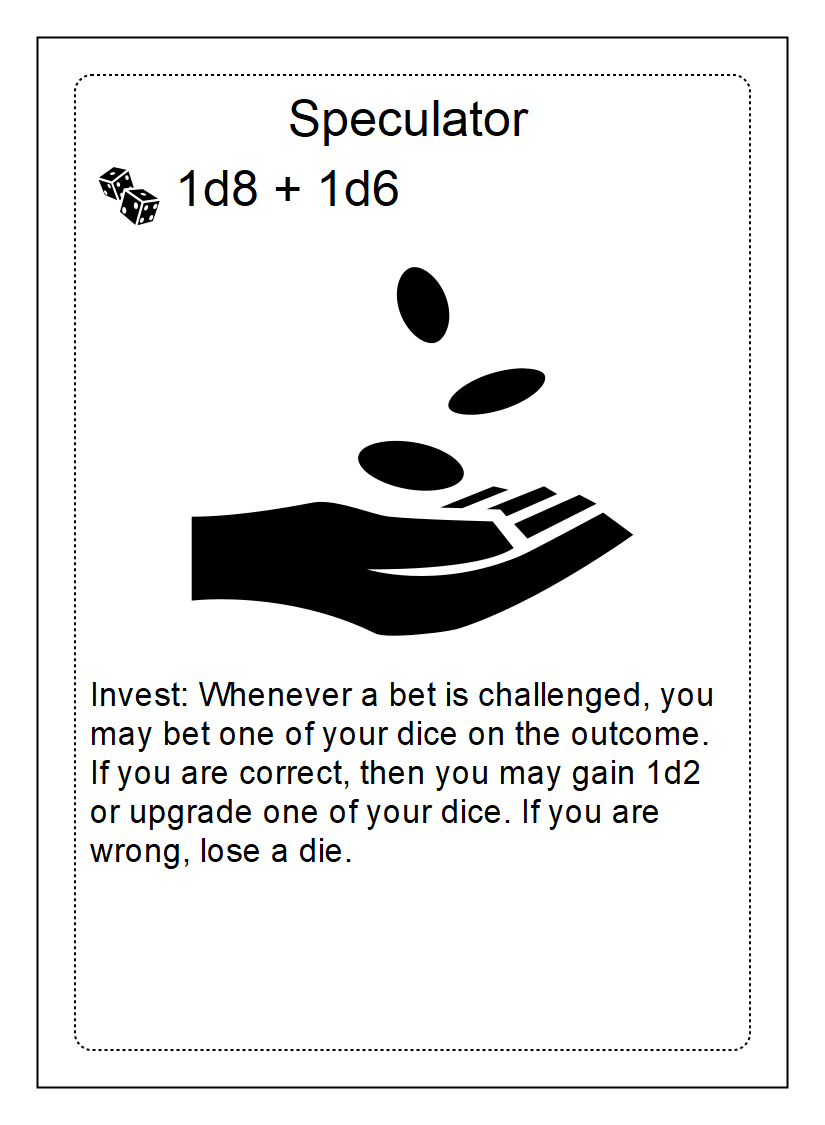 Speculator
1d8 + 1d6
Invest: Whenever a bet is challenged, you
may bet one of your dice on the outcome.
If you are correct, then you may gain 1d2
or upgrade one of your dice. If you are
wrong, lose a die.